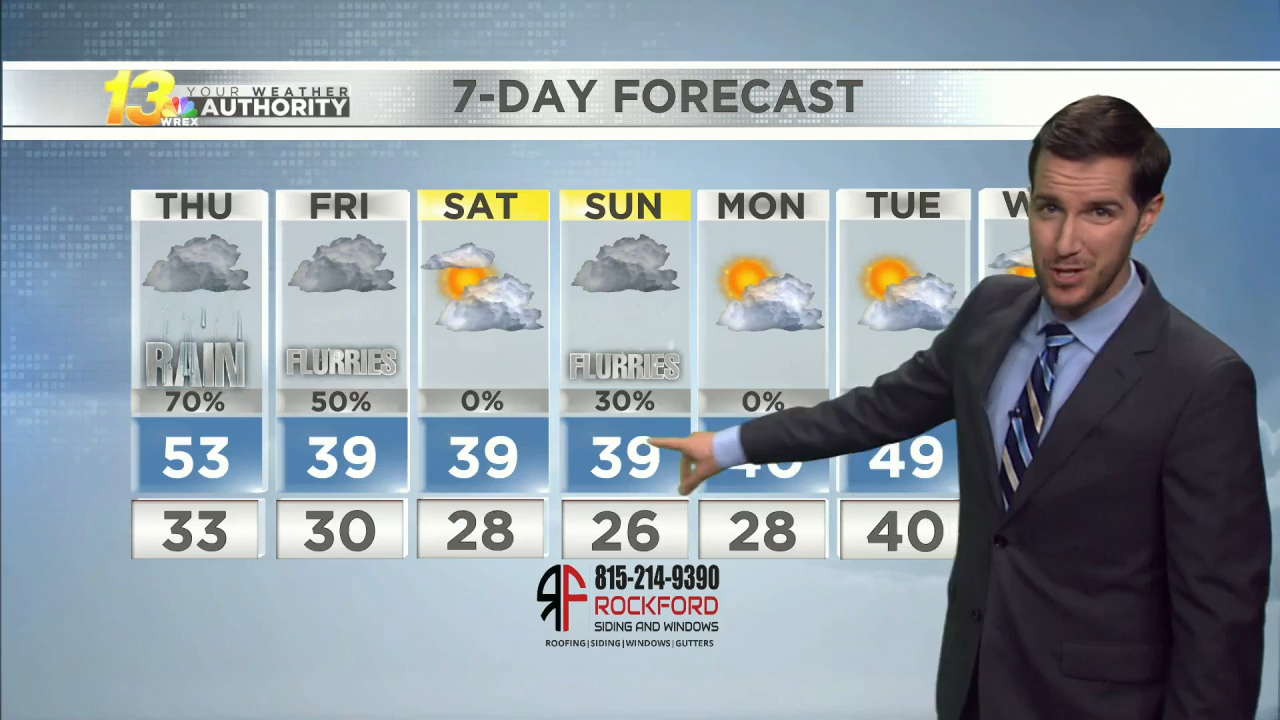 13 YOUR WEATHER
WREX AUTHORITY
7-DAY FORECAST
THU FRI SAT SUN MON TUE W
RAIN FLURRIES FLURRIES
70% 50% 0% 30% 0%
53 39 39 39 40 49
33 30 28 26 28 40
815-214-9390
RF ROCKFORD
SIDING AND WINDOWS
ROOFING|SIDING|WINDOWS|GUTTERS